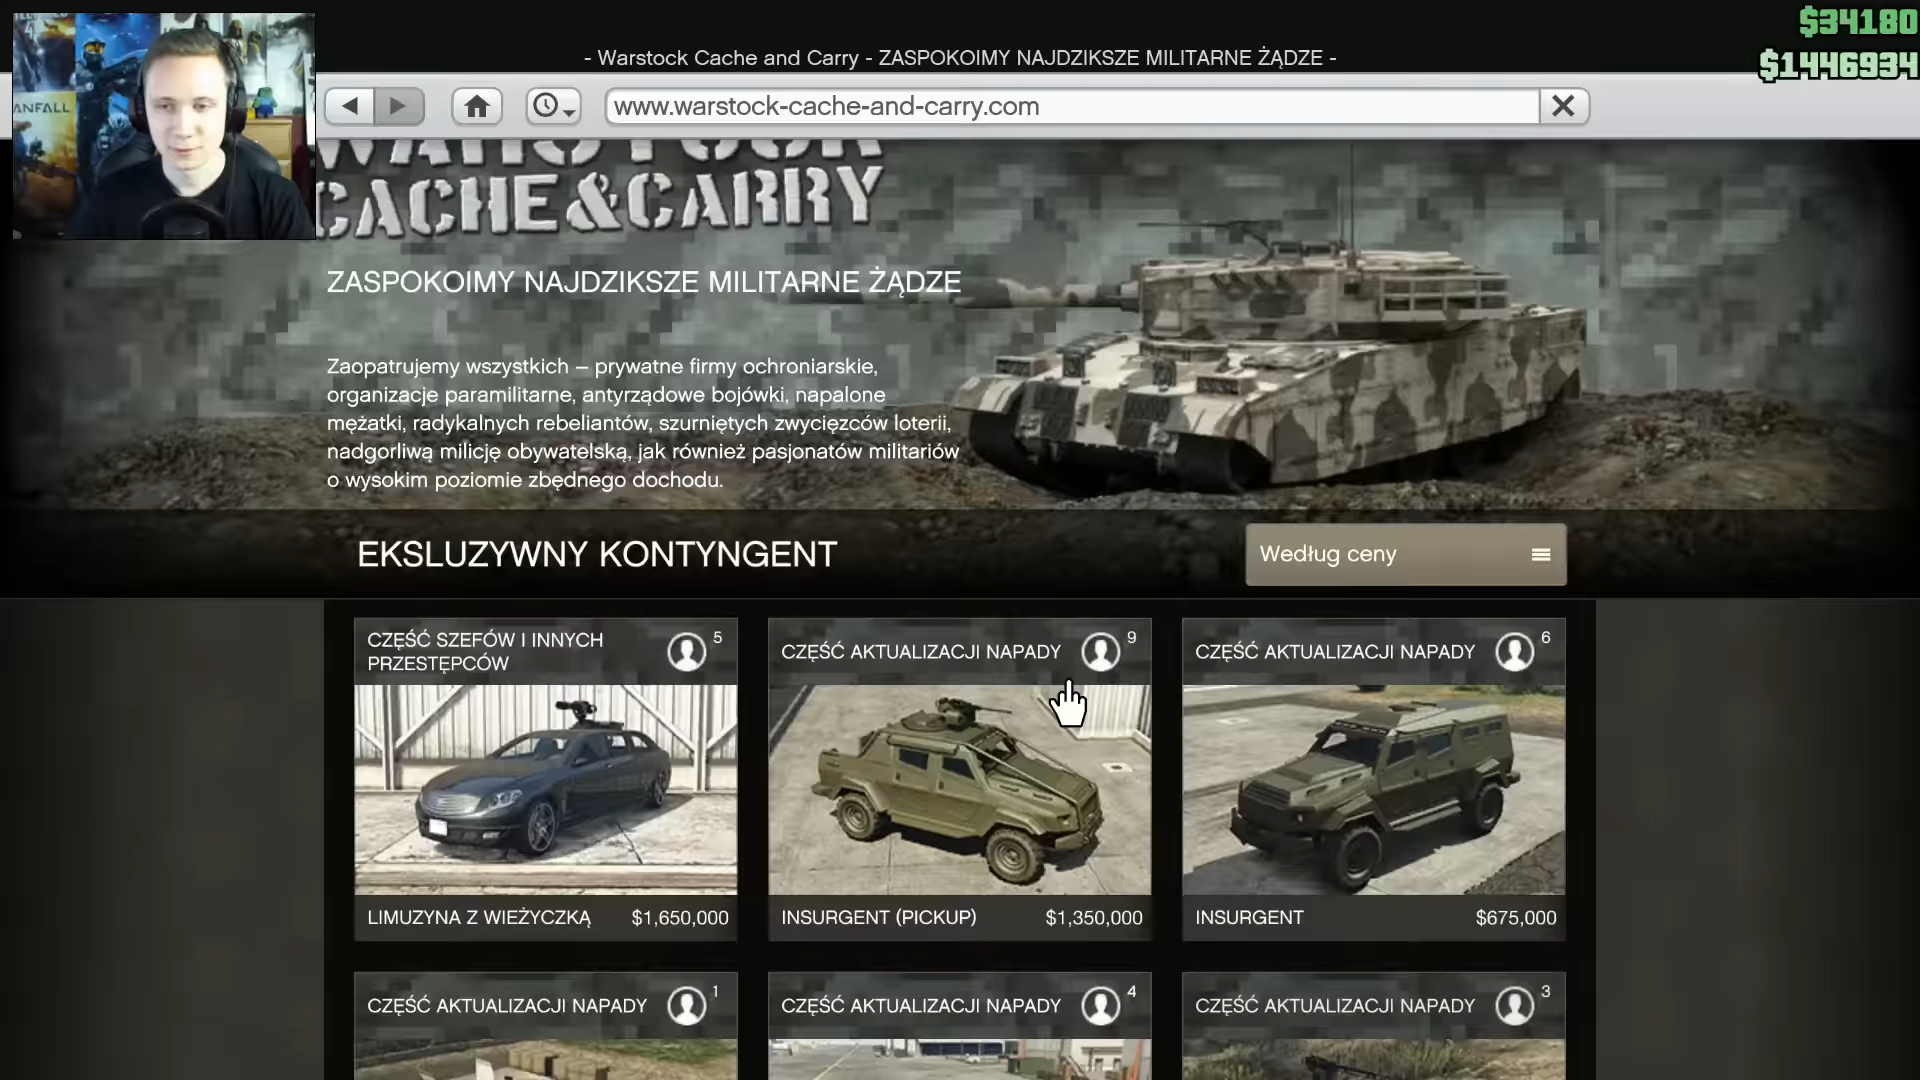 $34180
- Warstock Cache and Carry - ZASPOKOIMY NAJDZIKSZE MILITARNE ŻĄDZE -
$1446934
www.warstock-cache-and-carry.com
ANFALL
WARSTOCK
CACHE&CARRY
ZASPOKOIMY NAJDZIKSZE MILITARNE ŻĄDZE
Zaopatrujemy wszystkich – prywatne firmy ochroniarskie,
organizacje paramilitarne, antyrządowe bojówki, napalone
mężatki, radykalnych rebeliantów, szurniętych zwycięzców loterii,
nadgorliwą milicję obywatelską, jak również pasjonatów militariów
o wysokim poziomie zbędnego dochodu.
EKSLUZYWNY KONTYNGENT
Według ceny
CZĘŚĆ SZEFÓW I INNYCH
PRZESTĘPCÓW
5
CZĘŚĆ AKTUALIZACJI NAPADY
9
CZĘŚĆ AKTUALIZACJI NAPADY
6
LIMUZYNA Z WIEŻYCZKĄ
$1,650,000
INSURGENT (PICKUP)
$1,350,000
INSURGENT
$675,000
CZĘŚĆ AKTUALIZACJI NAPADY
1
CZĘŚĆ AKTUALIZACJI NAPADY
4
CZĘŚĆ AKTUALIZACJI NAPADY
3